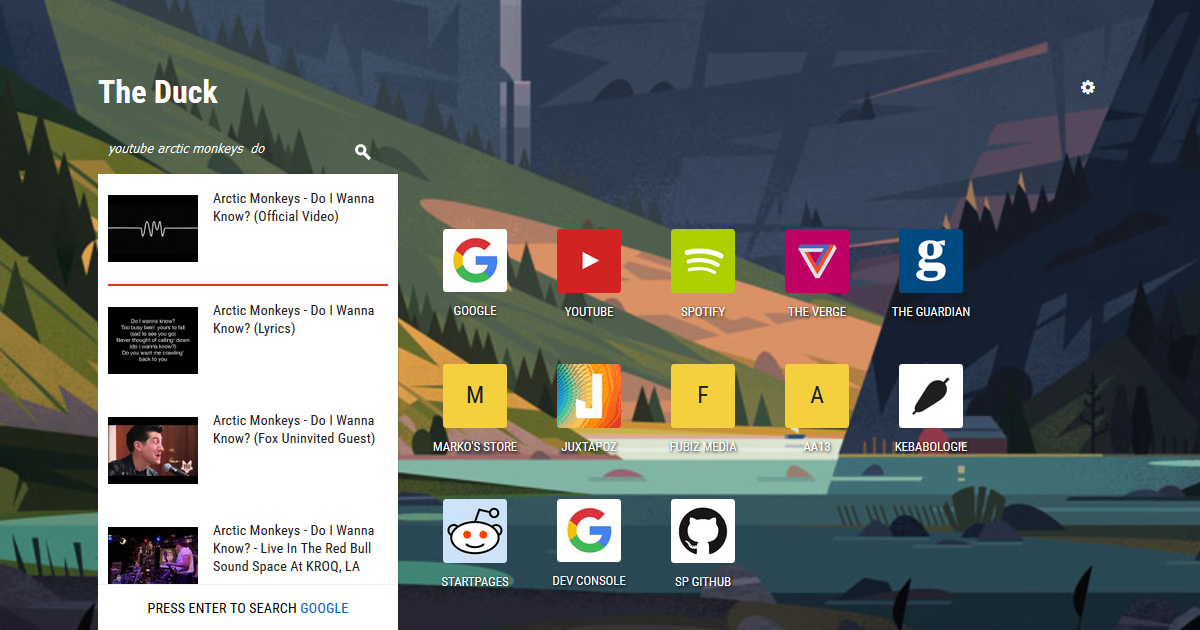 The Duck
youtube arctic monkeys  do
Arctic Monkeys - Do I Wanna
Know? (Official Video)
Arctic Monkeys - Do I Wanna
Know? (Lyrics)
Do I wanna know?
Too busy bein' yours to fall
(sad to see you go)
Never thought of calling' down
(do i wanna know?)
Do you want me crawling'
back to you
Arctic Monkeys - Do I Wanna
Know? (Fox Uninvited Guest)
Arctic Monkeys - Do I Wanna
Know? - Live In The Red Bull
Sound Space At KROQ, LA
PRESS ENTER TO SEARCH GOOGLE
GOOGLE
YOUTUBE
SPOTIFY
THE VERGE
g
THE GUARDIAN
M
MARKO'S STORE
J
JUXTAPOZ
F
FUBIZ MEDIA
A
AA13
KEBABOLOGIE
STARTPAGES
G
DEV CONSOLE
SP GITHUB